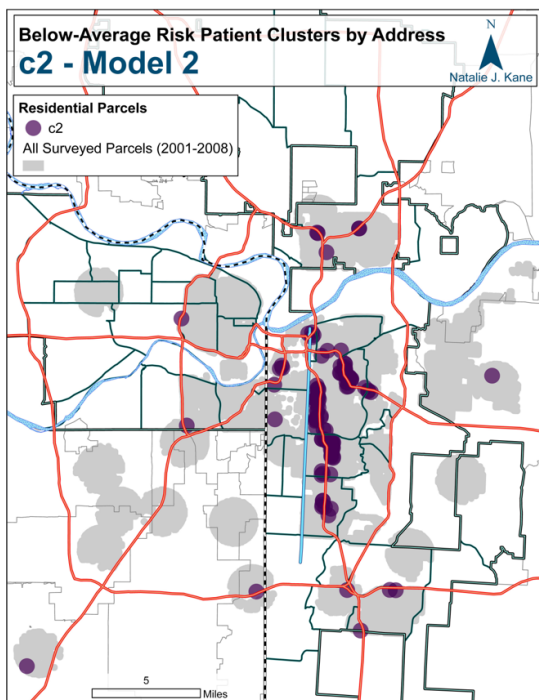 Below-Average Risk Patient Clusters by Address
c2 - Model 2
N
Natalie J. Kane
Residential Parcels
c2
All Surveyed Parcels (2001-2008)
5
Miles